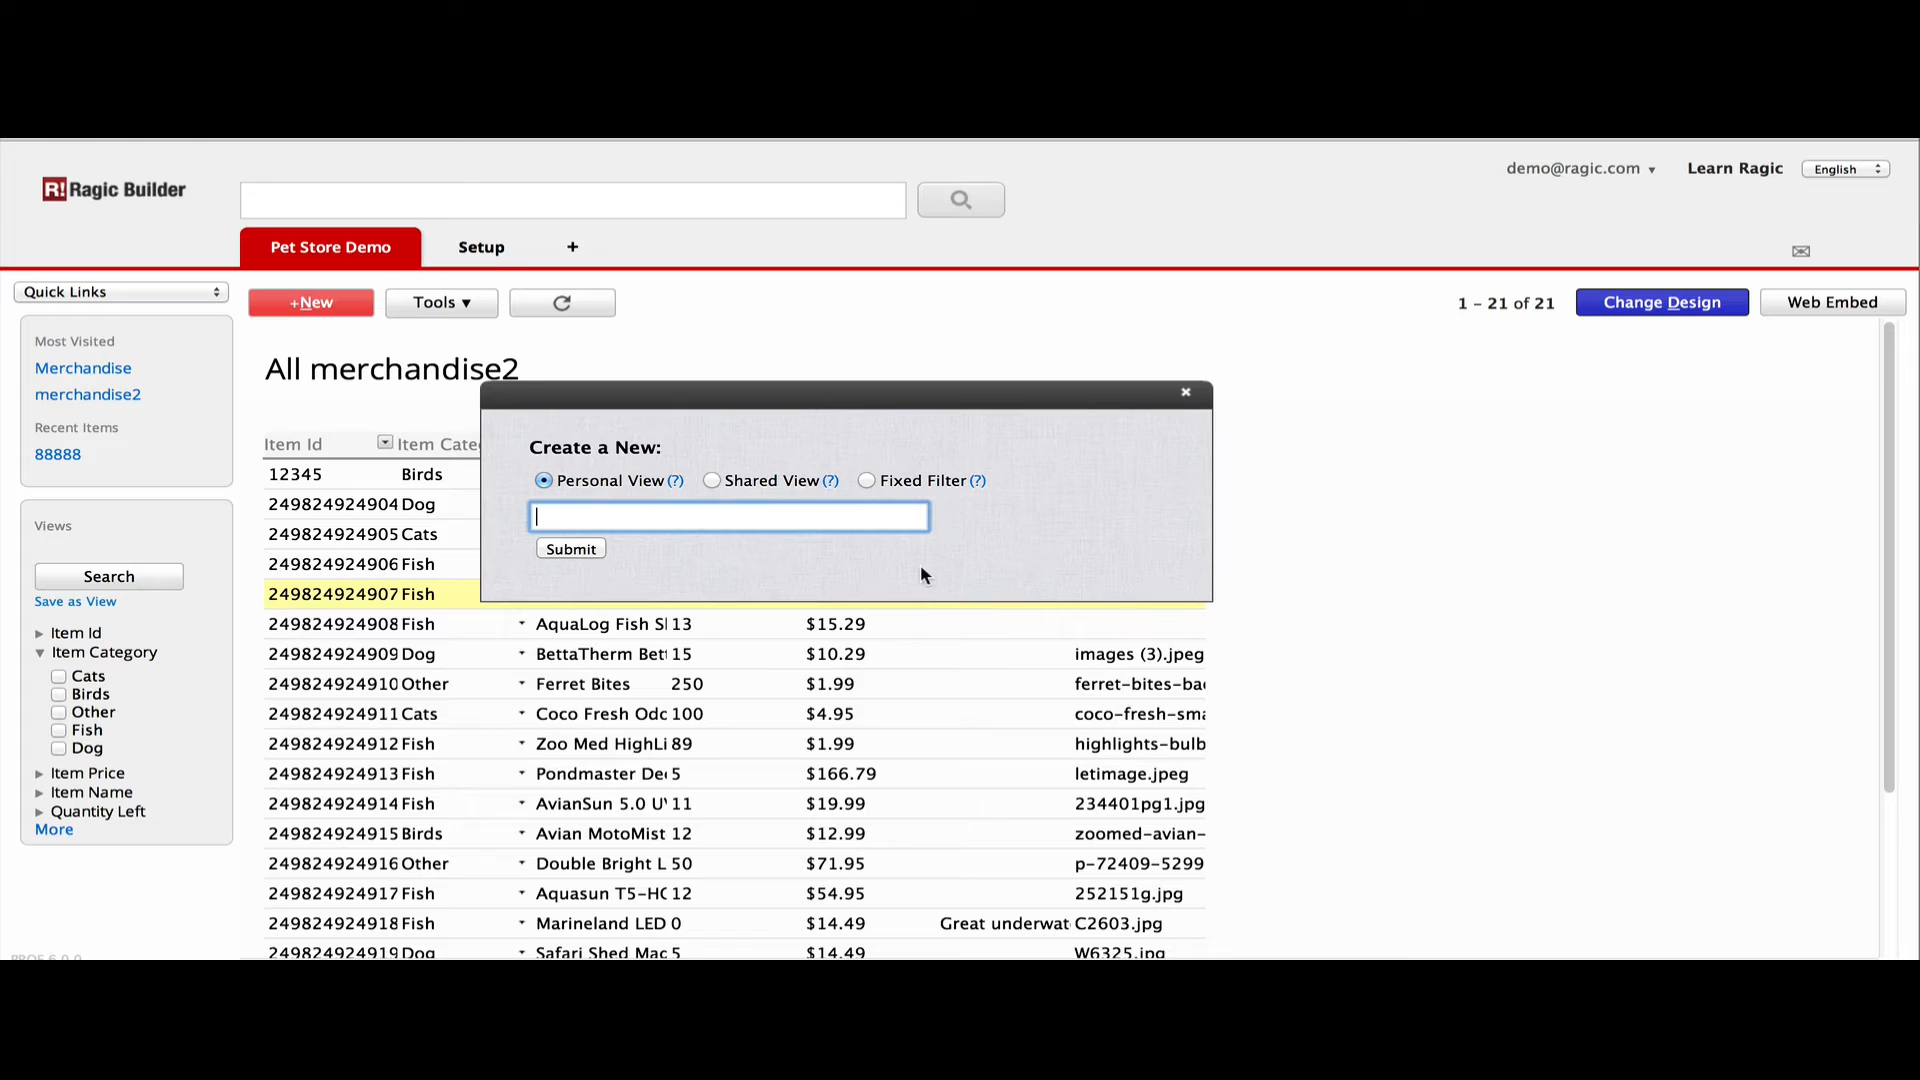 R! Ragic Builder
demo@ragic.com ▾ Learn Ragic English
Pet Store Demo Setup +
Quick Links
+New Tools ▾ 1 – 21 of 21 Change Design Web Embed
Most Visited
Merchandise
merchandise2
Recent Items
88888
Views
Search
Save as View
Item Id
Item Category
Cats
Birds
Other
Fish
Dog
Item Price
Item Name
Quantity Left
More
All merchandise2
Create a New:
Personal View (?) Shared View (?) Fixed Filter (?)
Submit
Item Id Item Cate
12345 Birds
249824924904 Dog
249824924905 Cats
249824924906 Fish
249824924907 Fish
249824924908 Fish AquaLog Fish 13 $15.29
249824924909 Dog BettaTherm 15 $10.29 images (3).jpeg
249824924910 Other Ferret Bites 250 $1.99 ferret-bites-ba
249824924911 Cats Coco Fresh 100 $4.95 coco-fresh-sm
249824924912 Fish Zoo Med HighLi 89 $1.99 highlights-bulb
249824924913 Fish Pondmaster 5 $166.79 letimage.jpeg
249824924914 Fish AvianSun 5.0 11 $19.99 234401pg1.jpg
249824924915 Birds Avian MotoMist 12 $12.99 zoomed-avian-
249824924916 Other Double Bright L 50 $71.95 p-72409-5299
249824924917 Fish Aquasun 12 $54.95 252151g.jpg
249824924918 Fish Marineland LED 0 $14.49 Great underwat C2603.jpg
249824924919 Dog Safari Shed Mac 5 $14.49 W6325.jpg